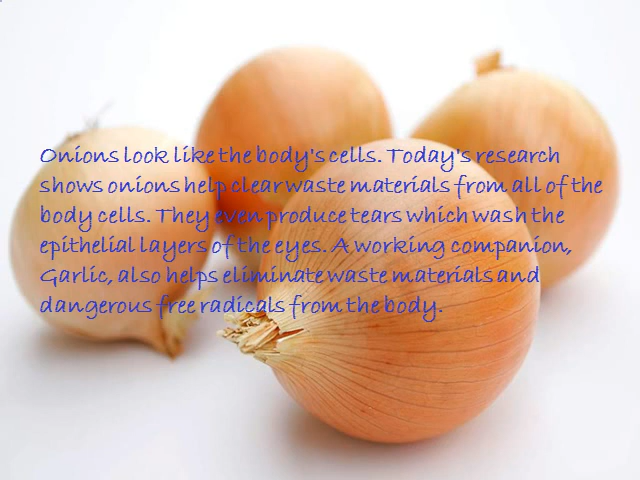 Onions look like the body's cells. Today's research
shows onions help clear waste materials from all of the
body cells. They even produce tears which wash the
epithelial layers of the eyes. A working companion,
Garlic, also helps eliminate waste materials and
dangerous free radicals from the body.